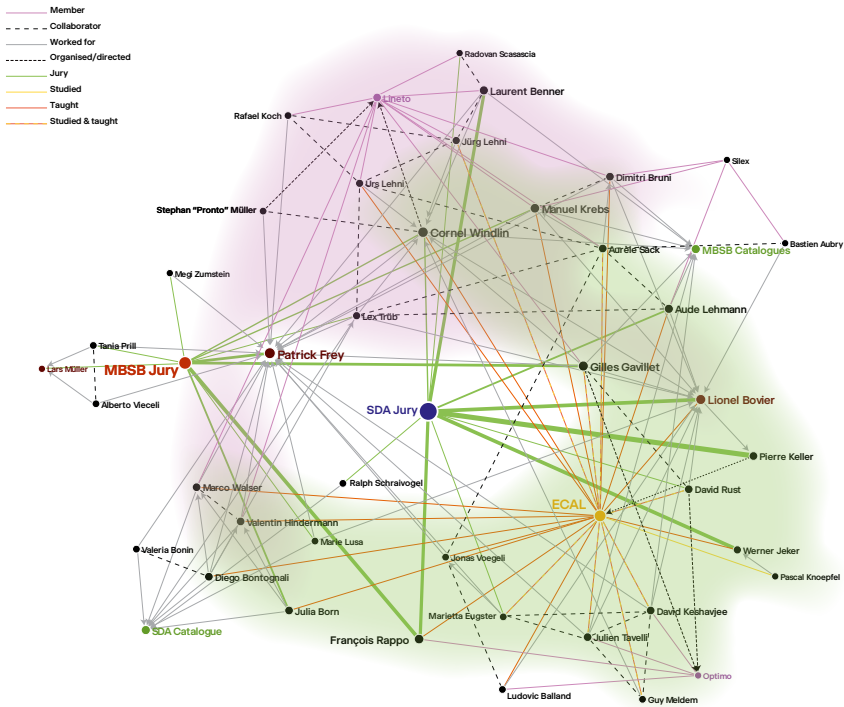 Member
Collaborator
Worked for
Organised/directed
Jury
Studied
Taught
Studied & taught
Radovan Scasascia
Laurent Benner
Lineto
Rafael Koch
Jürg Lehni
Silex
Dimitri Bruni
Urs Lehni
Stephan "Pronto" Müller
Manuel Krebs
Cornel Windlin
Bastien Aubry
Aurèle Sack
MBSB Catalogues
Megi Zumstein
Aude Lehmann
Lex Trüb
Tania Prill
Patrick Frey
Lars Müller
MBSB Jury
Gilles Gavillet
Alberto Vieceli
Lionel Bovier
SDA Jury
Pierre Keller
Ralph Schraivogel
Marco Walser
David Rust
ECAL
Valentin Hindermann
Marie Lusa
Valeria Bonin
Werner Jeker
Jonas Voegeli
Diego Bontognali
Pascal Knoepfel
Julia Born
Marietta Eugster
David Keshavjee
SDA Catalogue
François Rappo
Julien Tavelli
Optimo
Ludovic Balland
Guy Meldem